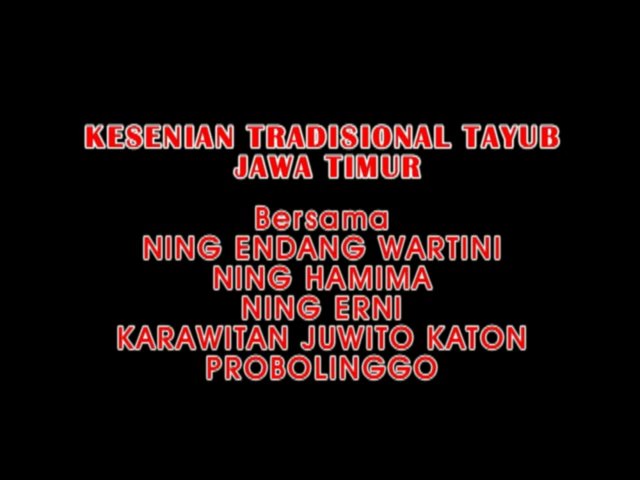 KESENIAN TRADISIONAL TAYUB
JAWA TIMUR
Bersama
NING ENDANG WARTINI
NING HAMIMA
NING ERNI
KARAWITAN JUWITO KATON
PROBOLINGGO